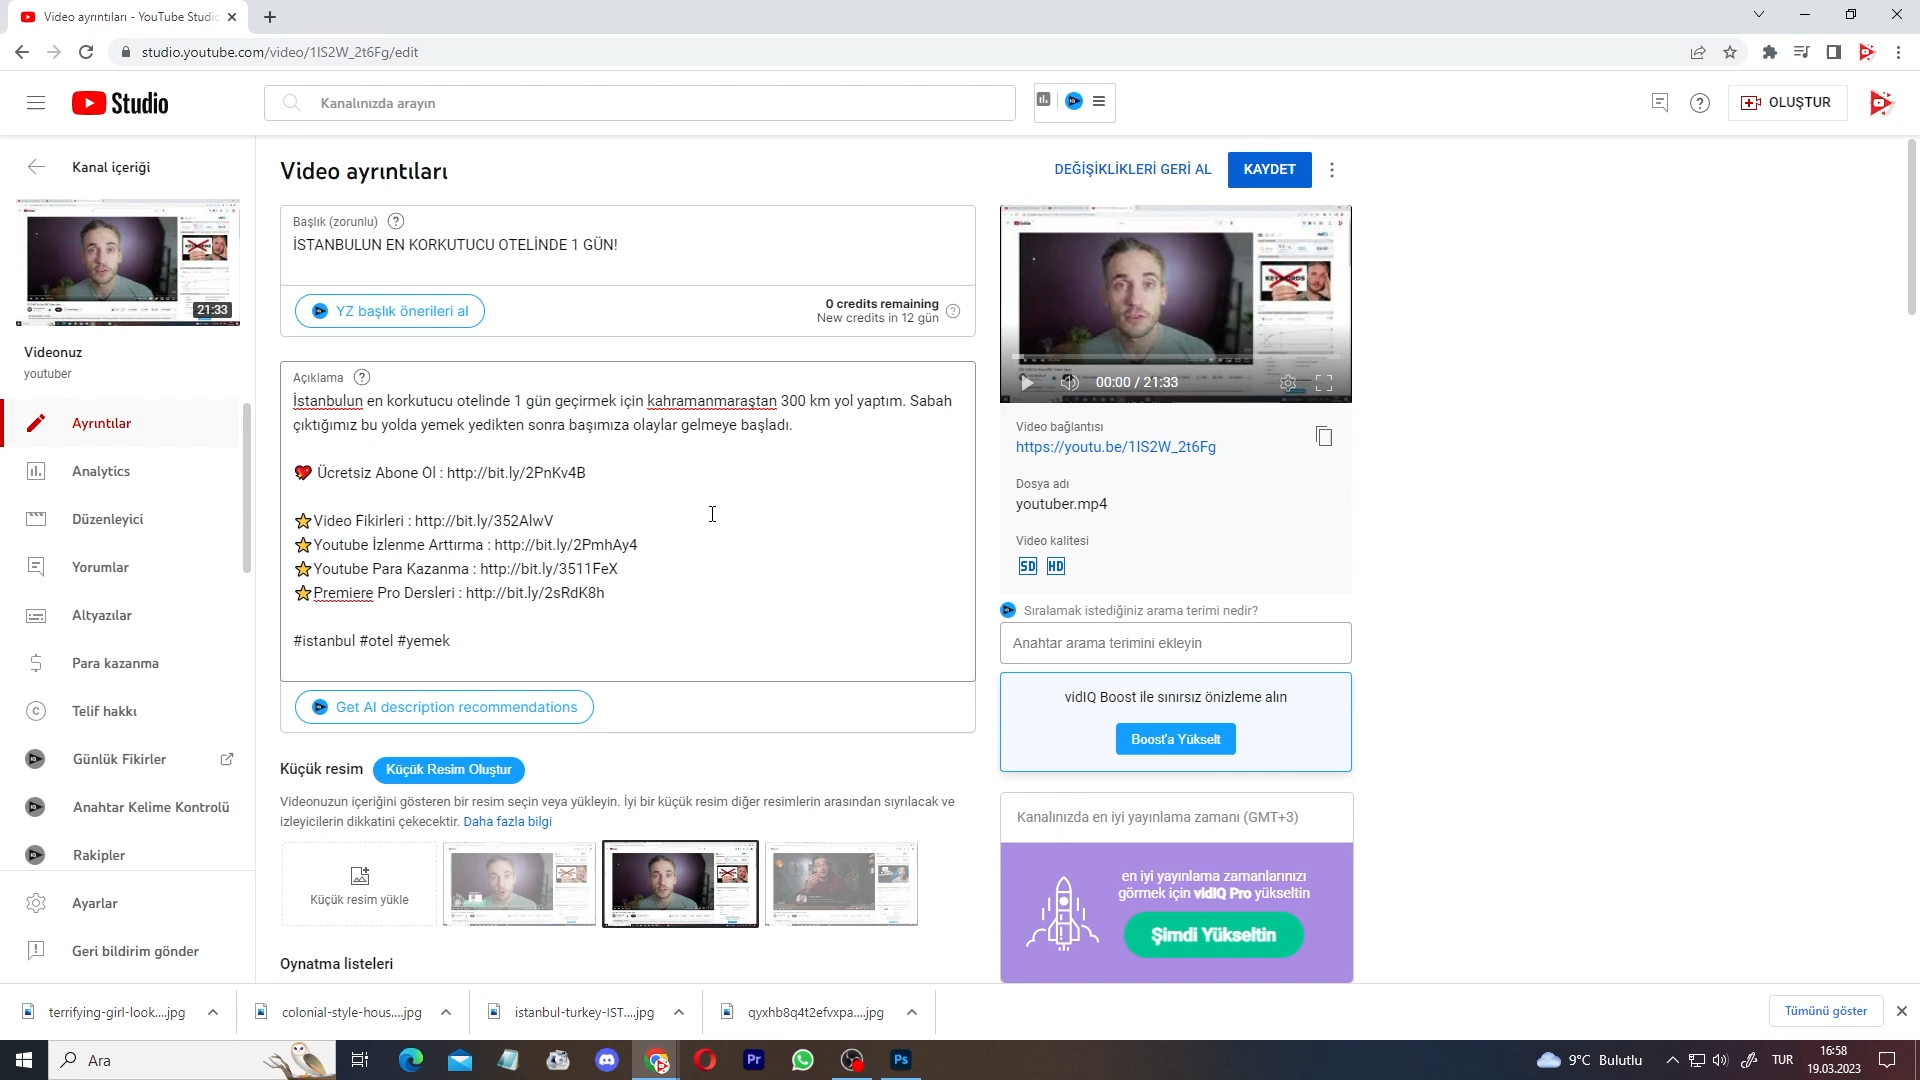 Video ayrıntıları - YouTube Studio
studio.youtube.com/video/1IS2W_2t6Fg/edit
Studio
Kanalınızda arayın
OLUŞTUR
Kanal içeriği
21:33
Videonuz
youtuber
Ayrıntılar
Analytics
Düzenleyici
Yorumlar
Altyazılar
Para kazanma
Telif hakkı
Günlük Fikirler
Anahtar Kelime Kontrolü
Rakipler
Ayarlar
Geri bildirim gönder
Video ayrıntıları
DEĞİŞİKLİKLERİ GERİ AL
KAYDET
Başlık (zorunlu)
İSTANBULUN EN KORKUTUCU OTELİNDE 1 GÜN!
YZ başlık önerileri al
0 credits remaining
New credits in 12 gün
Açıklama
İstanbulun en korkutucu otelinde 1 gün geçirmek için kahramanmaraştan 300 km yol yaptım. Sabah
çıktığımız bu yolda yemek yedikten sonra başımıza olaylar gelmeye başladı.
Ücretsiz Abone Ol : http://bit.ly/2PnKv4B
Video Fikirleri : http://bit.ly/352AlwV
Youtube İzlenme Arttırma : http://bit.ly/2PmhAy4
Youtube Para Kazanma : http://bit.ly/3511FeX
Premiere Pro Dersleri : http://bit.ly/2sRdK8h
#istanbul #otel #yemek
Get AI description recommendations
Küçük resim
Küçük Resim Oluştur
Videonuzun içeriğini gösteren bir resim seçin veya yükleyin. İyi bir küçük resim diğer resimlerin arasından sıyrılacak ve
izleyicilerin dikkatini çekecektir. Daha fazla bilgi
Küçük resim yükle
Oynatma listeleri
00:00 / 21:33
Video bağlantısı
https://youtu.be/1IS2W_2t6Fg
Dosya adı
youtuber.mp4
Video kalitesi
SD HD
Sıralamak istediğiniz arama terimi nedir?
Anahtar arama terimini ekleyin
vidIQ Boost ile sınırsız önizleme alın
Boost'a Yükselt
Kanalınızda en iyi yayınlama zamanı (GMT+3)
en iyi yayınlama zamanlarınızı
görmek için vidIQ Pro yükseltin
Şimdi Yükseltin
terrifying-girl-look....jpg
colonial-style-hous....jpg
istanbul-turkey-IST....jpg
qyxhb8q4t2efvxpa....jpg
Tümünü göster
Ara
Pr
Ps
9°C Bulutlu
TUR
16:58
19.03.2023